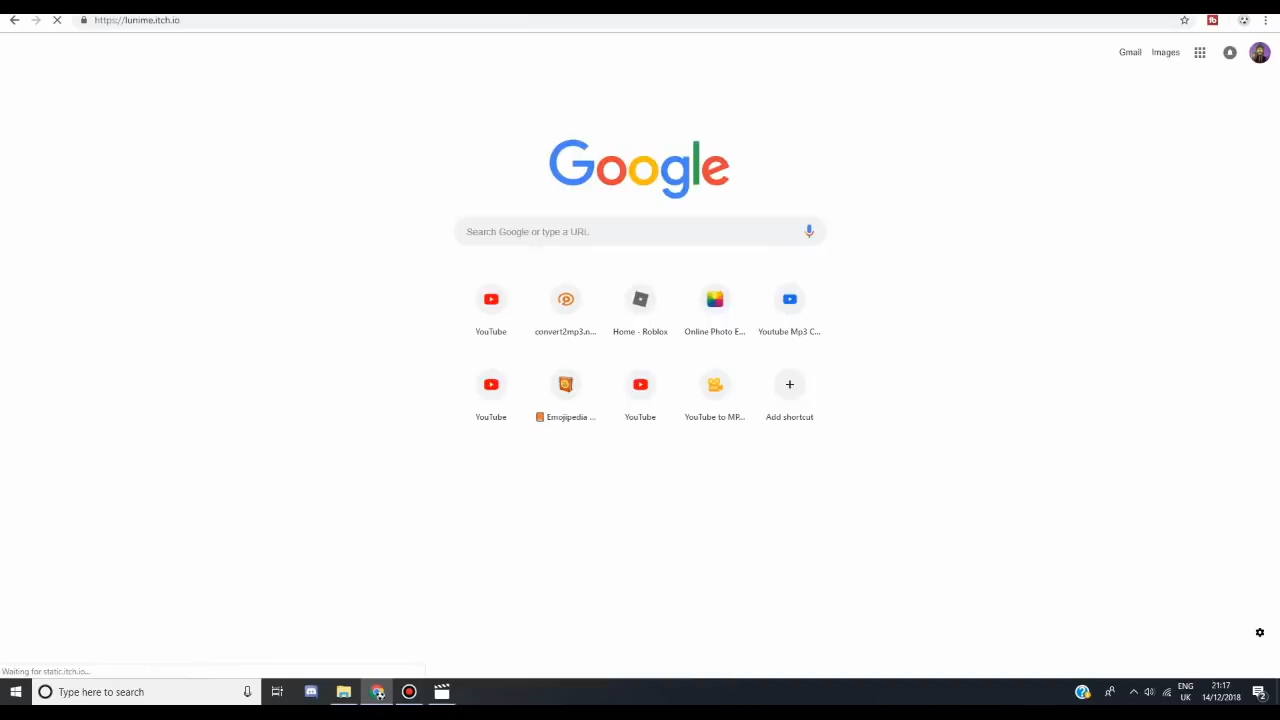 https://lunime.itch.io
Gmail Images
Google
Search Google or type a URL
YouTube convert2mp3.n... Home - Roblox Online Photo E... Youtube Mp3 C...
YouTube Emojipedia ... YouTube YouTube to MP... Add shortcut
Waiting for static.itch.io...
Type here to search
ENG 21:17
UK 14/12/2018
2